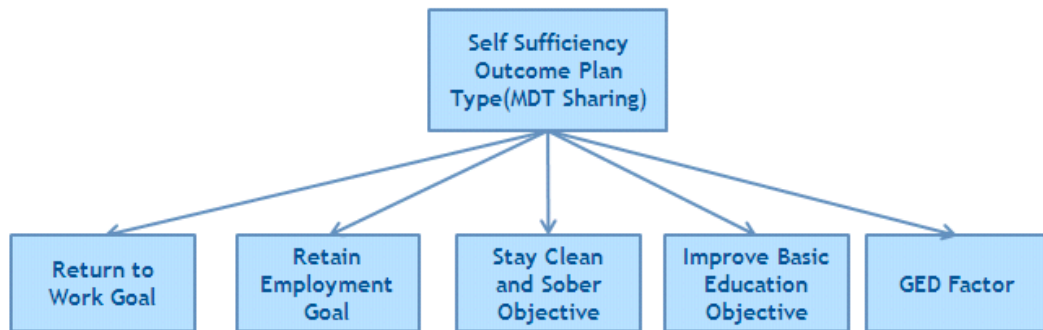 Self Sufficiency
Outcome Plan
Type(MDT Sharing)
Return to
Work Goal
Retain
Employment
Goal
Stay Clean
and Sober
Objective
Improve Basic
Education
Objective
GED Factor